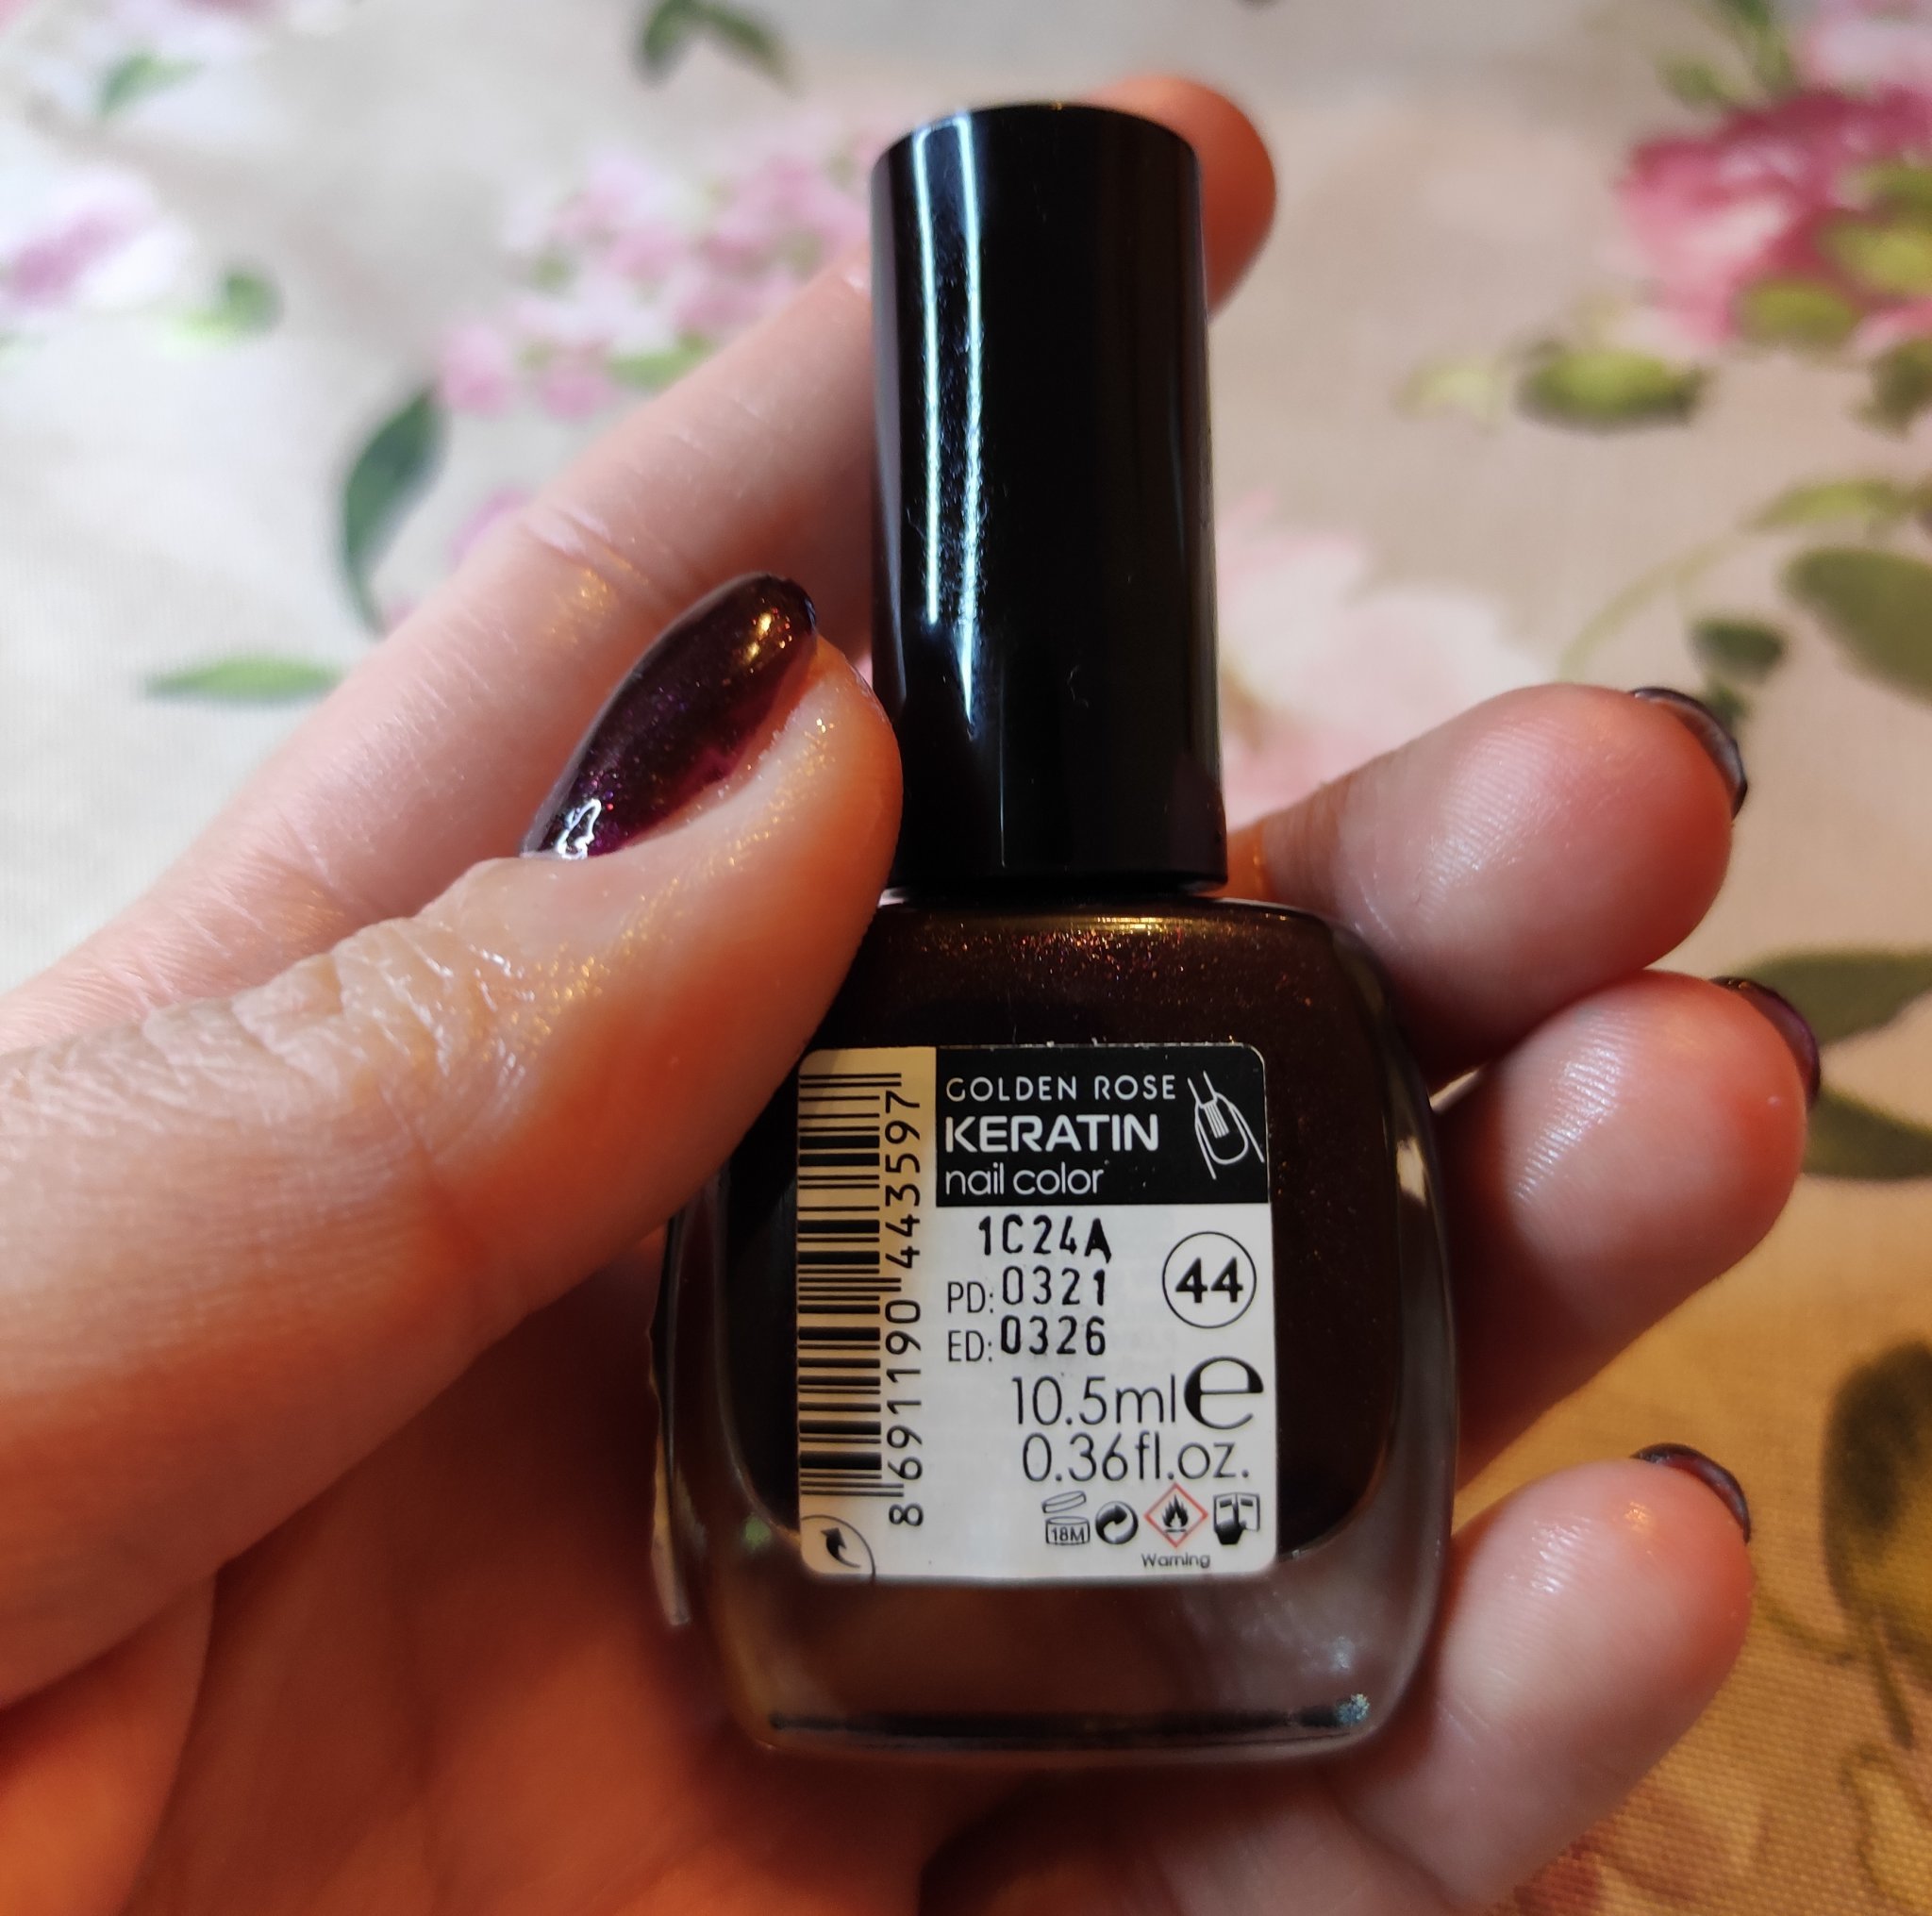 GOLDEN ROSE
KERATIN
nail color
1C24A
44
PD: 0321
ED: 0326
10.5ml e
0.36fl.oz.
18M
Warning
8 691190 443597